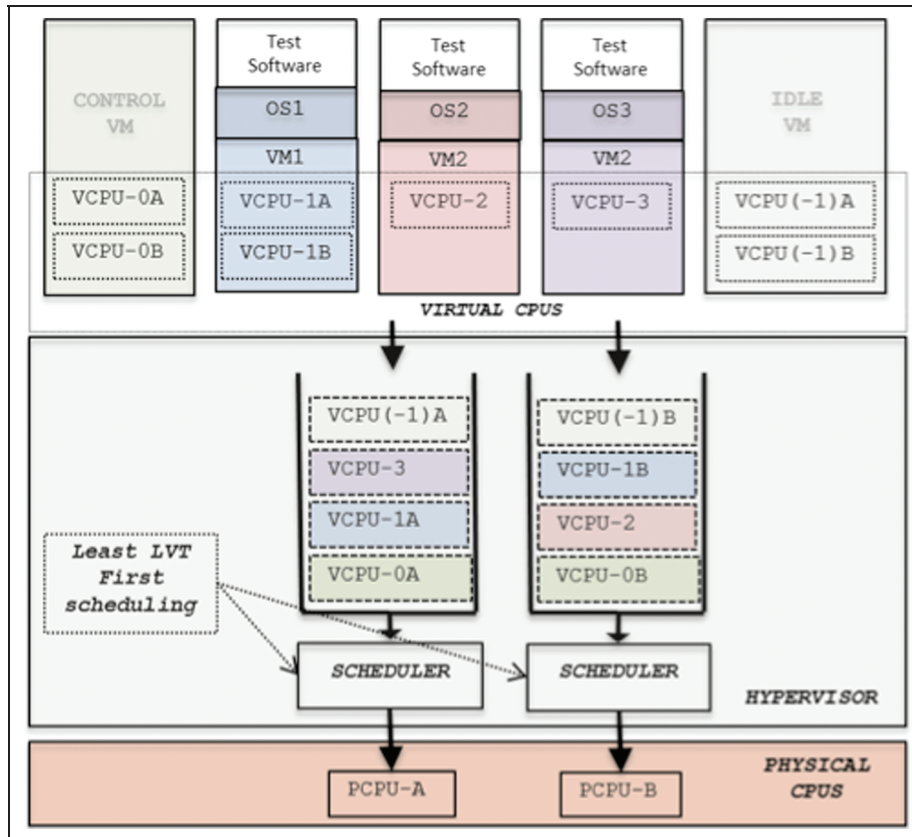 CONTROL
VM
VCPU-0A
VCPU-0B
Test
Software
OS1
VM1
VCPU-1A
VCPU-1B
Test
Software
OS2
VM2
VCPU-2
Test
Software
OS3
VM2
VCPU-3
IDLE
VM
VCPU(-1)A
VCPU(-1)B
VIRTUAL CPUS
VCPU(-1)A
VCPU-3
VCPU-1A
VCPU-0A
VCPU(-1)B
VCPU-1B
VCPU-2
VCPU-0B
Least LVT
First
scheduling
SCHEDULER
SCHEDULER
HYPERVISOR
PHYSICAL
CPUS
PCPU-A
PCPU-B